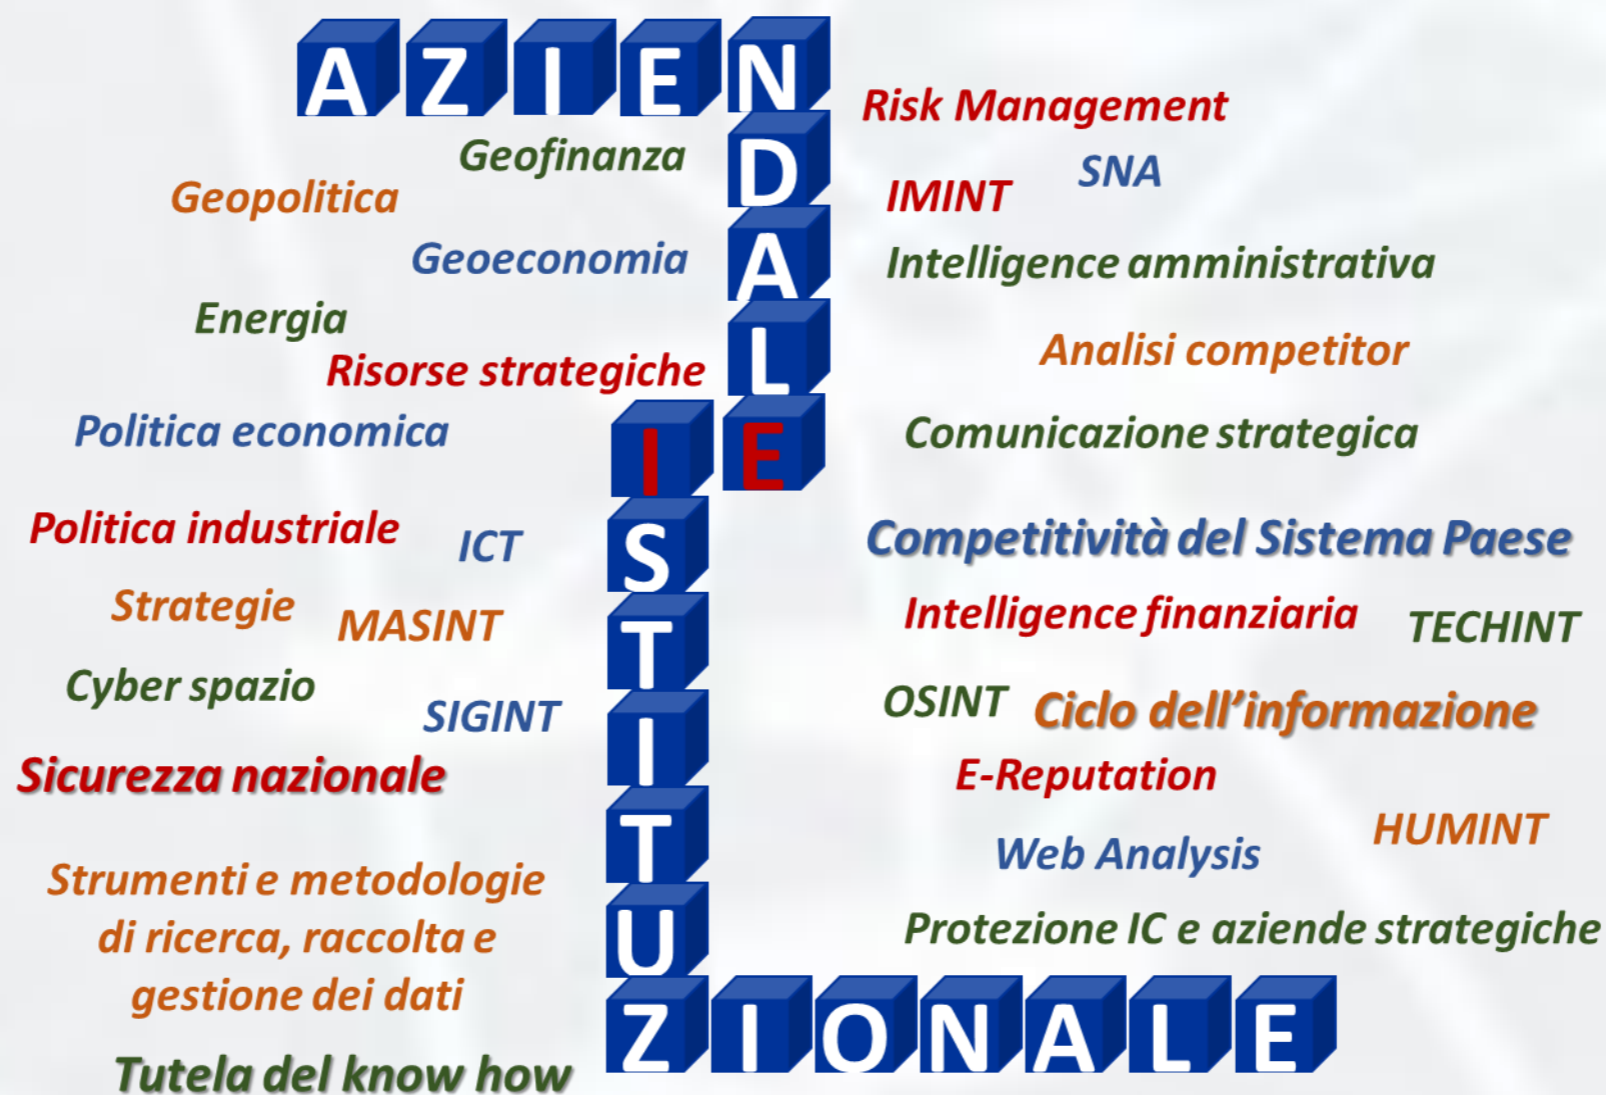 AZIENDALE
Geofinanza
Geopolitica
Geoeconomia
Energia
Risorse strategiche
Politica economica
Politica industriale
ICT
Strategie
MASINT
Cyber spazio
SIGINT
Sicurezza nazionale
Strumenti e metodologie
di ricerca, raccolta e
gestione dei dati
Tutela del know how
ISTITUZIONALE
Risk Management
SNA
IMINT
Intelligence amministrativa
Analisi competitor
Comunicazione strategica
Competitività del Sistema Paese
Intelligence finanziaria
TECHINT
OSINT
Ciclo dell’informazione
E-Reputation
HUMINT
Web Analysis
Protezione IC e aziende strategiche